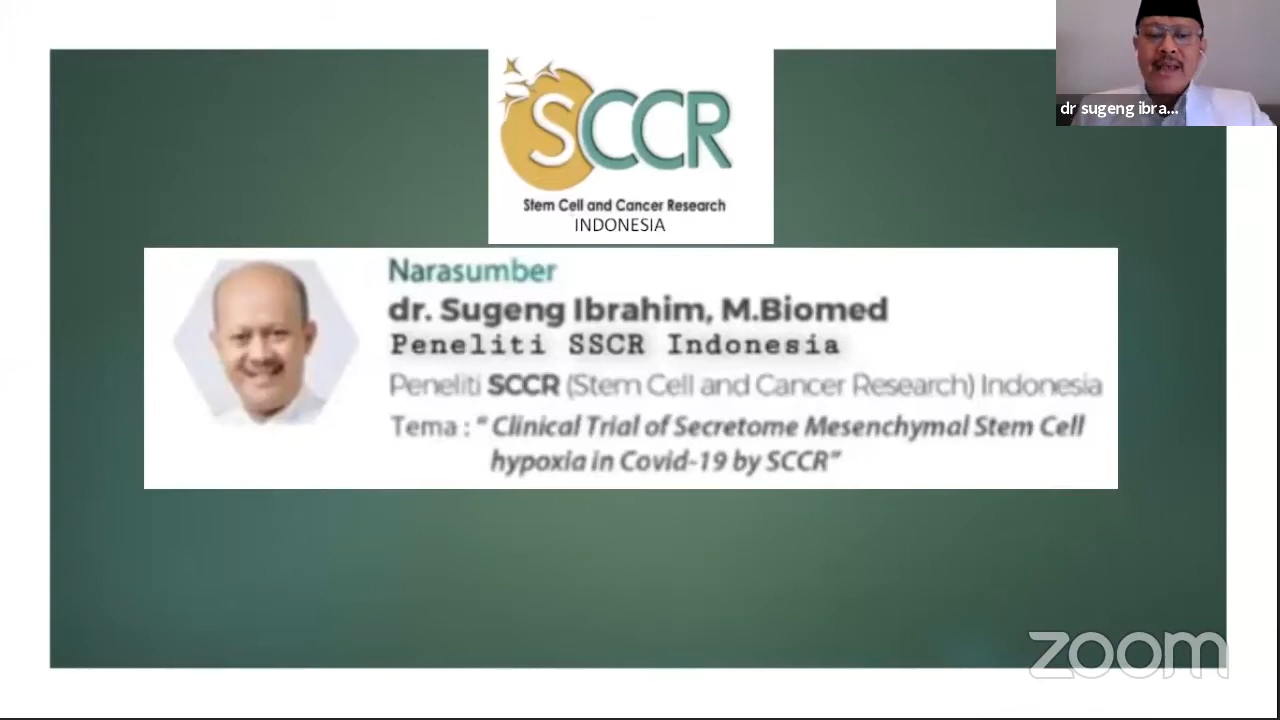 SCCR
Stem Cell and Cancer Research
INDONESIA
dr sugeng ibra...
Narasumber
dr. Sugeng Ibrahim, M.Biomed
Peneliti SSCR Indonesia
Peneliti SCCR (Stem Cell and Cancer Research) Indonesia
Tema : “ Clinical Trial of Secretome Mesenchymal Stem Cell
hypoxia in Covid-19 by SCCR”
zoom